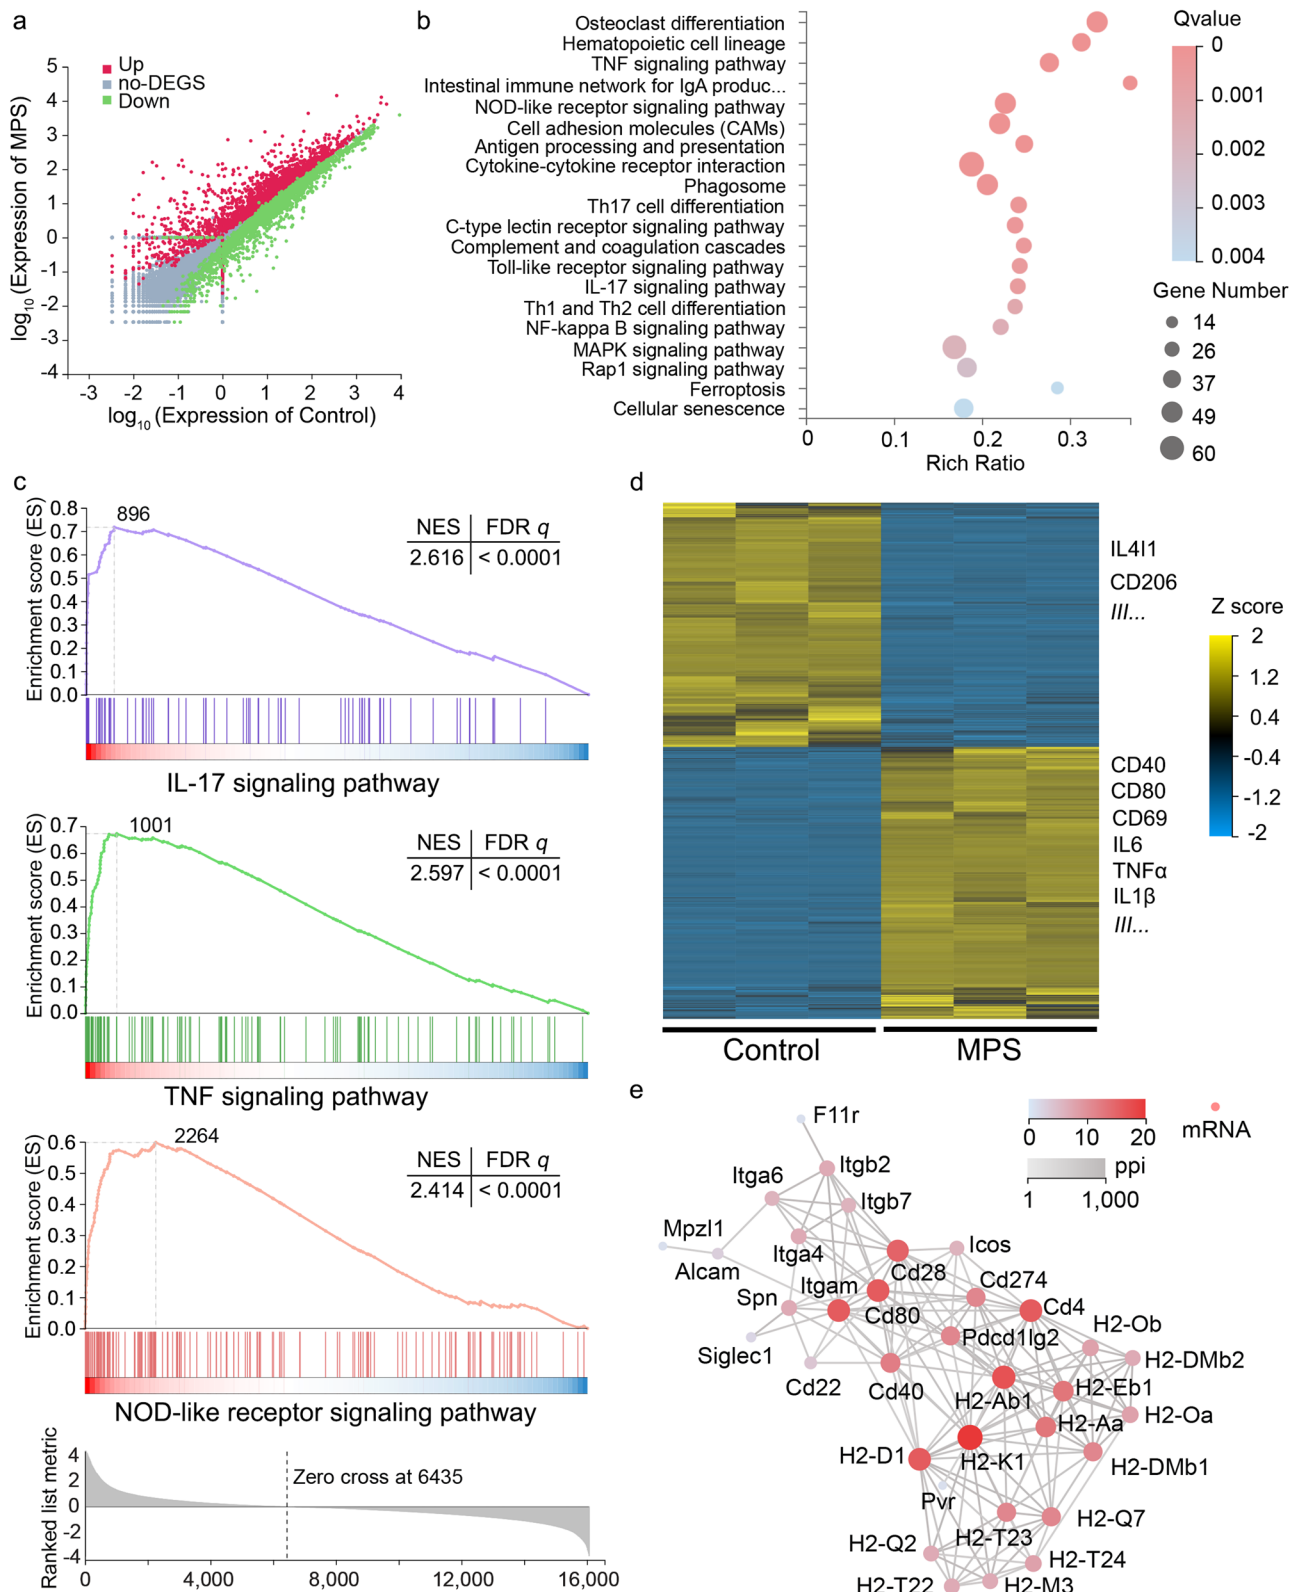 a
5
4
3
2
1
0
-1
-2
-3
-4
log10 (Expression of MPS)
Up
no-DEGS
Down
-3 -2 -1 0 1 2 3 4
log10 (Expression of Control)
b
Osteoclast differentiation
Hematopoietic cell lineage
TNF signaling pathway
Intestinal immune network for IgA produc...
NOD-like receptor signaling pathway
Cell adhesion molecules (CAMs)
Antigen processing and presentation
Cytokine-cytokine receptor interaction
Phagosome
Th17 cell differentiation
C-type lectin receptor signaling pathway
Complement and coagulation cascades
Toll-like receptor signaling pathway
IL-17 signaling pathway
Th1 and Th2 cell differentiation
NF-kappa B signaling pathway
MAPK signaling pathway
Rap1 signaling pathway
Ferroptosis
Cellular senescence
0 0.1 0.2 0.3
Rich Ratio
Qvalue
0
0.001
0.002
0.003
0.004
Gene Number
14
26
37
49
60
c
Enrichment score (ES)
0.8
0.7
0.6
0.5
0.4
0.3
0.2
0.1
0.0
896
NES FDR q
2.616 < 0.0001
IL-17 signaling pathway
Enrichment score (ES)
0.7
0.6
0.5
0.4
0.3
0.2
0.1
0.0
1001
NES FDR q
2.597 < 0.0001
TNF signaling pathway
Enrichment score (ES)
0.6
0.5
0.4
0.3
0.2
0.1
0.0
2264
NES FDR q
2.414 < 0.0001
NOD-like receptor signaling pathway
Ranked list metric
4
2
0
-2
-4
Zero cross at 6435
0 4,000 8,000 12,000 16,000
d
IL4I1
CD206
III...
CD40
CD80
CD69
IL6
TNFα
IL1β
III...
Control MPS
Z score
2
1.2
0.4
-0.4
-1.2
-2
e
0 10 20
mRNA
ppi
1 1,000
F11r
Itgb2
Itga6
Itgb7
Mpzl1
Itga4
Icos
Alcam
Cd28
Cd274
Itgam
Spn
Cd80
Cd4
H2-Ob
Pdcd1lg2
Siglec1
H2-DMb2
Cd22
Cd40
H2-Eb1
H2-Ab1
H2-Oa
H2-Aa
H2-D1
H2-K1
H2-DMb1
Pvr
H2-Q7
H2-T23
H2-Q2
H2-T24
H2-T22
H2-M3